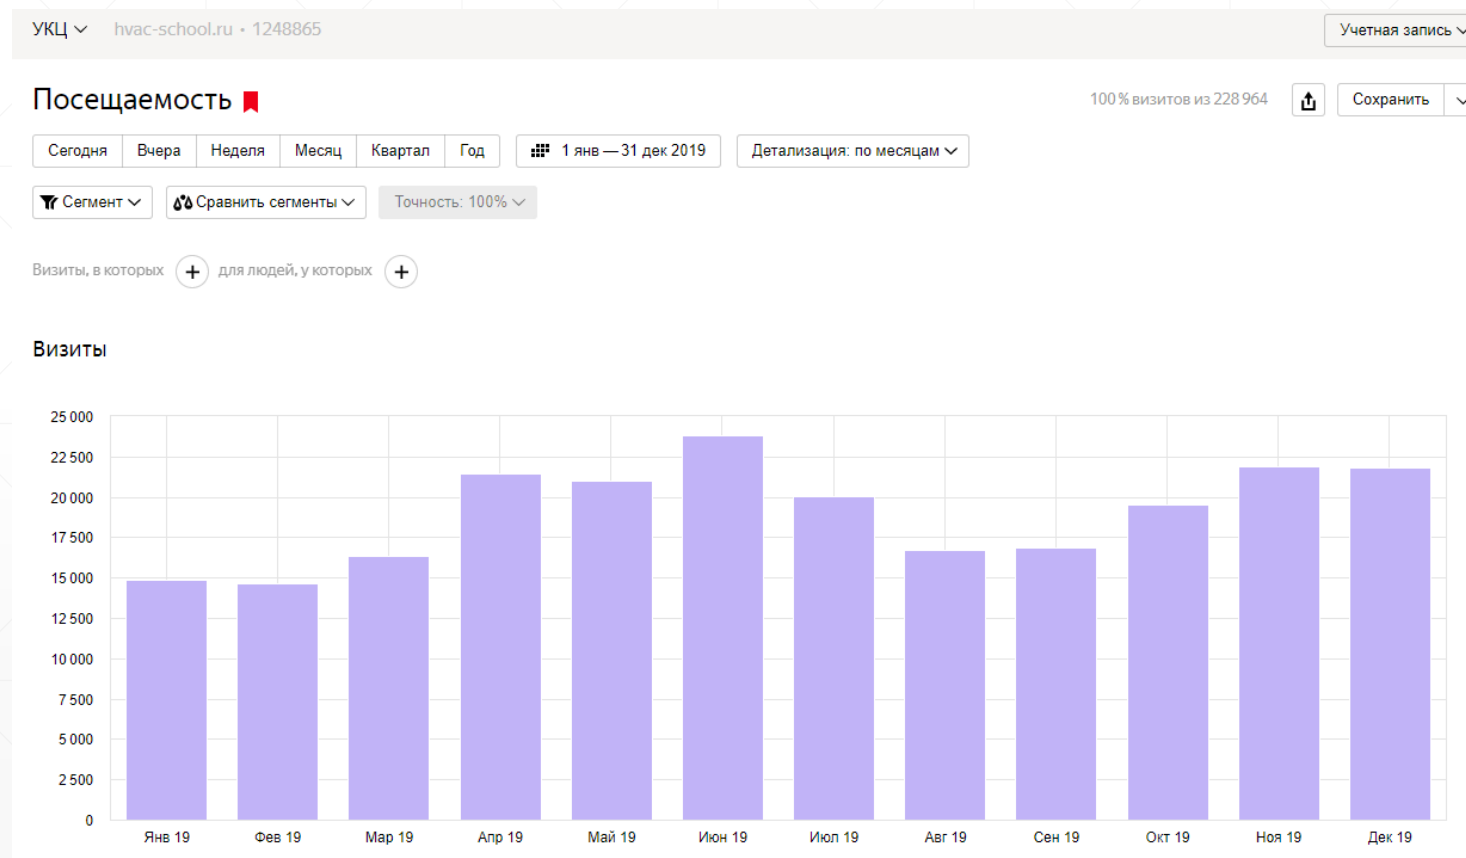 УКЦ hvac-school.ru • 1248865 Учетная запись
Посещаемость 100 % визитов из 228 964 Сохранить
Сегодня Вчера Неделя Месяц Квартал Год 1 янв — 31 дек 2019 Детализация: по месяцам
Сегмент Сравнить сегменты Точность: 100%
Визиты, в которых + для людей, у которых +
Визиты
25 000
22 500
20 000
17 500
15 000
12 500
10 000
7 500
5 000
2 500
0
Янв 19 Фев 19 Мар 19 Апр 19 Май 19 Июн 19 Июл 19 Авг 19 Сен 19 Окт 19 Ноя 19 Дек 19